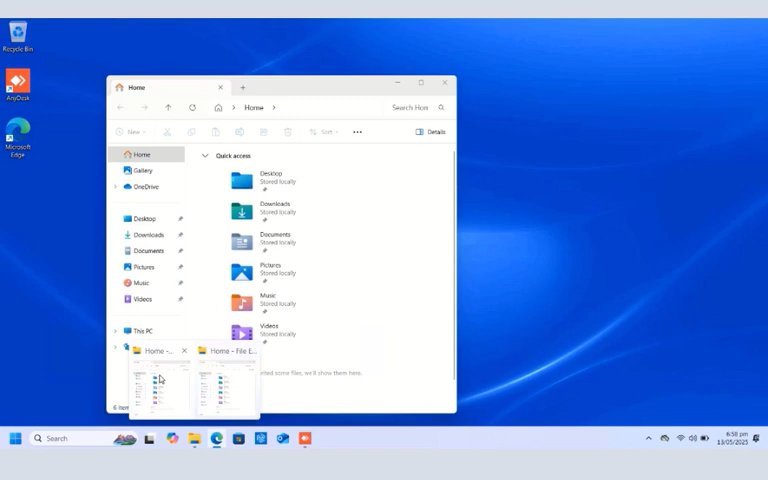 Recycle Bin
AnyDesk
Microsoft
Edge
Home
Home
Search Hom
New
Sort
Details
Home
Gallery
OneDrive
Desktop
Downloads
Documents
Pictures
Music
Videos
This PC
Quick access
Desktop
Stored locally
Downloads
Stored locally
Documents
Stored locally
Pictures
Stored locally
Music
Stored locally
Videos
Stored locally
Home -...
Home - File E...
some files, we'll show them here.
6 item
Search
6:58 pm
13/05/2025